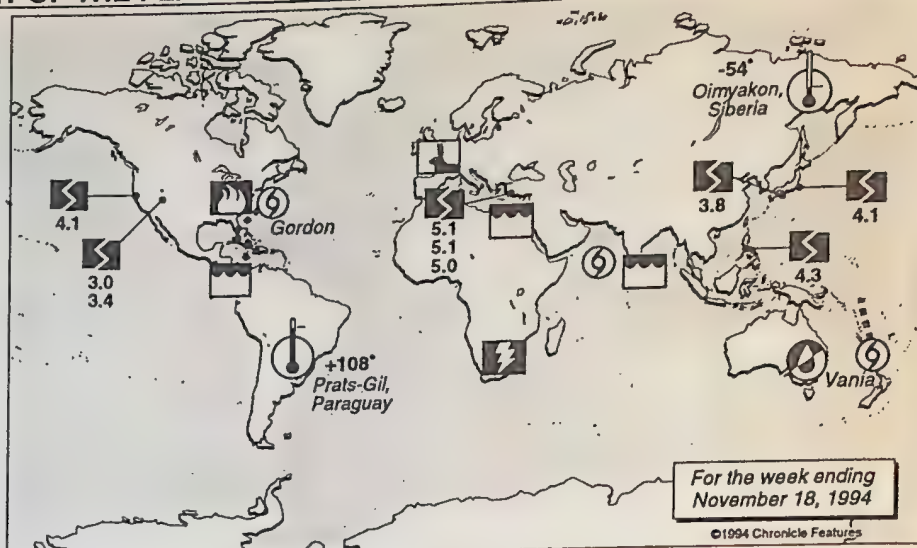 -54°
Oimyakon,
Siberia
4.1
Gordon
3.0
3.4
5.1
5.1
5.0
3.8
4.1
4.3
+108°
Prats-Gil,
Paraguay
Vania
For the week ending
November 18, 1994
©1994 Chronicle Features